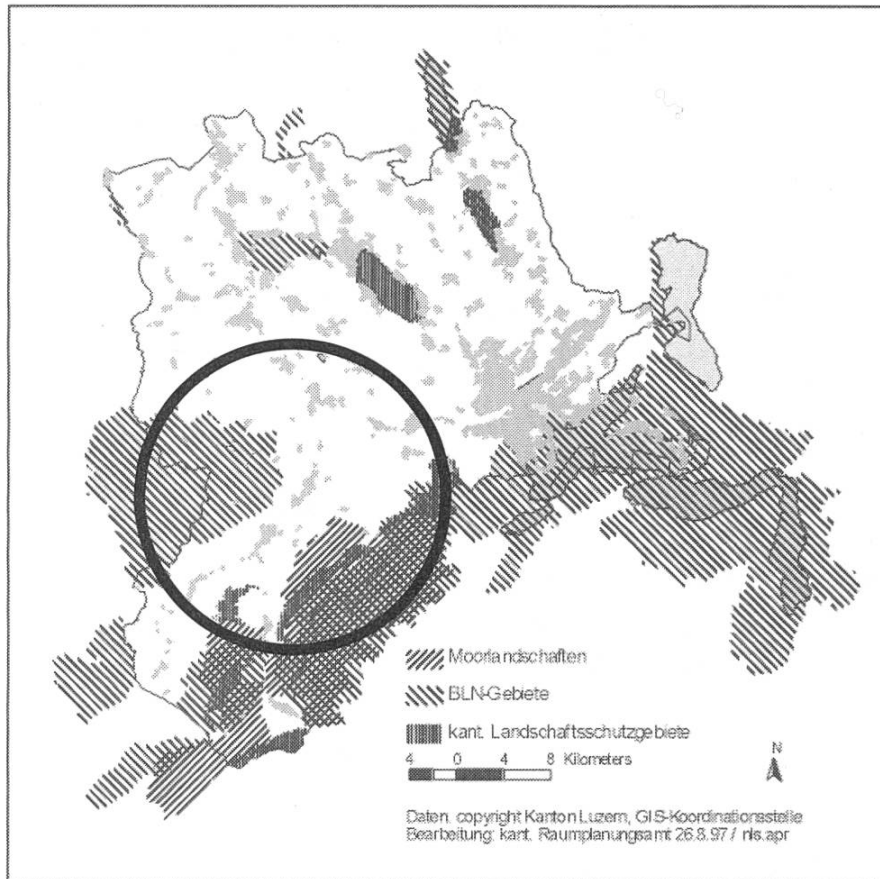 Moorlandschaften
BLN-Gebiete
kant. Landschaftsschutzgebiete
4 0 4 8 Kilometers
N
Daten, copyright Kanton Luzern, GIS-Koordinationsstelle
Bearbeitung: kant. Raumplanungsamt 26.8.97 / nls.apr